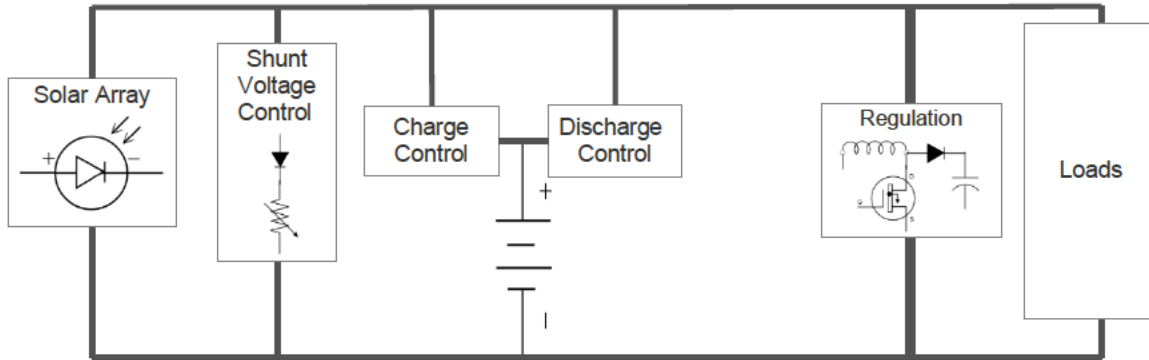 Solar Array
+
−
Shunt
Voltage
Control
Charge
Control
Discharge
Control
+
|
Regulation
D
G
S
Loads